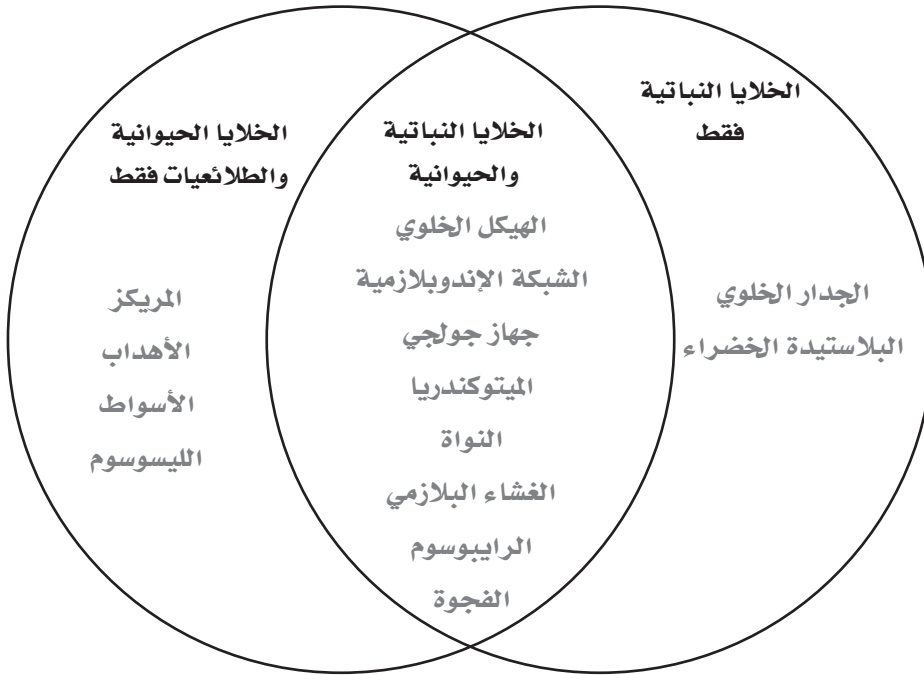 الخلايا النباتية
فقط
الجدار الخلوي
البلاستيدة الخضراء
الخلايا النباتية
والحيوانية
الهيكل الخلوي
الشبكة الإندوبلازمية
جهاز جولجي
الميتوكندريا
النواة
الغشاء البلازمي
الرايبوسوم
الفجوة
الخلايا الحيوانية
والطلائعيات فقط
المريكز
الأهداب
الأسواط
الليسوسوم